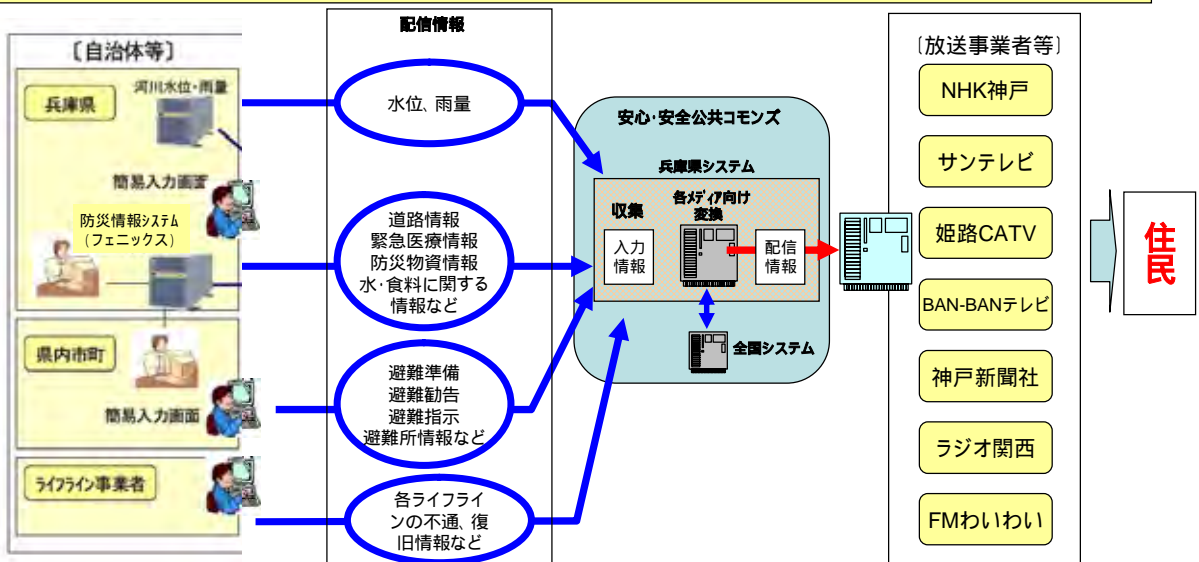 〔自治体等〕
兵庫県
河川水位・雨量
簡易入力画面
防災情報システム
(フェニックス)
県内市町
簡易入力画面
ライフライン事業者
配信情報
水位、雨量
道路情報
緊急医療情報
防災物資情報
水・食料に関する
情報など
避難準備
避難勧告
避難指示
避難所情報など
各ライフライ
ンの不通、復
旧情報など
安心・安全公共コモンズ
兵庫県システム
収集
各メディア向け
変換
入力
情報
配信
情報
全国システム
〔放送事業者等〕
NHK神戸
サンテレビ
姫路CATV
BAN-BANテレビ
神戸新聞社
ラジオ関西
FMわいわい
住民